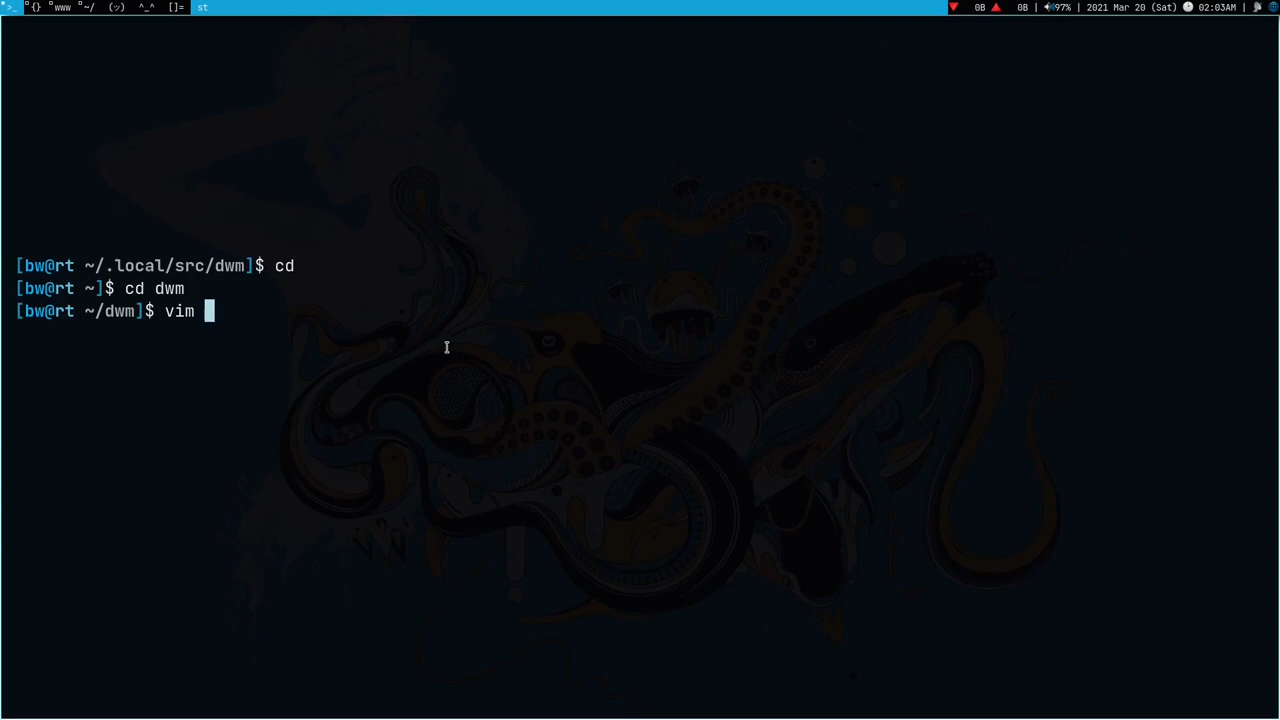 >_ {} www ~/ (ツ) ^_^ []= st 0B 0B | 97% | 2021 Mar 20 (Sat) 02:03AM |
[bw@rt ~/.local/src/dwm]$ cd
[bw@rt ~]$ cd dwm
[bw@rt ~/dwm]$ vim